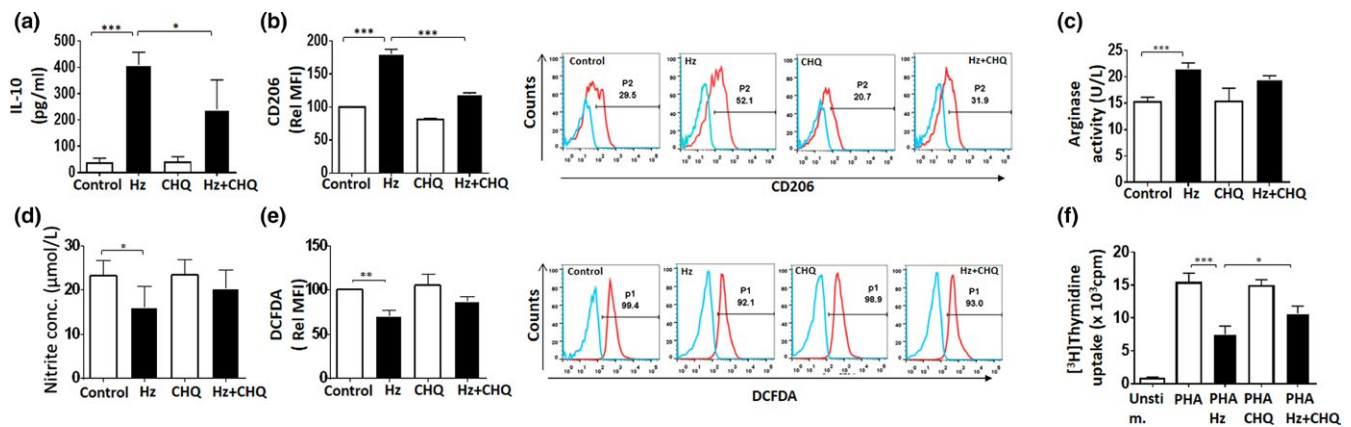 (a)
IL-10
(pg/ml)
500
400
300
200
100
0
***
*
Control Hz CHQ Hz+CHQ
(b)
CD206
(Rel MFI)
200
150
100
50
0
***
***
Control Hz CHQ Hz+CHQ
Counts
Control
P2
29.5
Hz
P2
52.1
CHQ
P2
20.7
Hz+CHQ
P2
31.9
CD206
(c)
Arginase
activity (U/L)
25
20
15
10
5
0
***
Control Hz CHQ Hz+CHQ
(d)
Nitrite conc. (µmol/L)
30
20
10
0
*
Control Hz CHQ Hz+CHQ
(e)
DCFDA
( Rel MFI)
150
100
50
0
**
Control Hz CHQ Hz+CHQ
Counts
Control
p1
99.4
Hz
P1
92.1
CHQ
P1
98.9
Hz+CHQ
P1
93.0
DCFDA
(f)
[³H]Thymidine
uptake (x 10³cpm)
20
15
10
5
0
***
*
Unsti PHA PHA PHA PHA
m. Hz CHQ Hz+CHQ